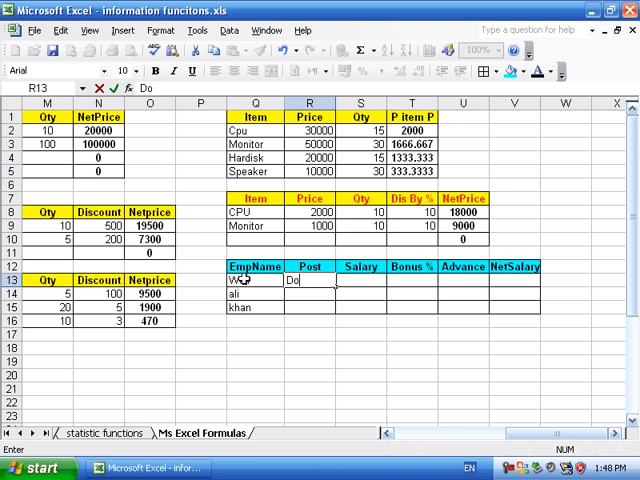 Microsoft Excel - information funcitons.xls
File Edit View Insert Format Tools Data Window Help Type a question for help
100%
Arial 10 B I U
R13 Do
M N O P Q R S T U V W X
1 Qty NetPrice Item Price Qty P item P
2 10 20000 Cpu 30000 15 2000
3 100 100000 Monitor 50000 30 1666.667
4 0 Hardisk 20000 15 1333.333
5 0 Speaker 10000 30 333.3333
6
7 Item Price Qty Dis By % NetPrice
8 Qty Discount Netprice CPU 2000 10 10 18000
9 10 500 19500 Monitor 1000 10 10 9000
10 5 200 7300 0
11 0
12 EmpName Post Salary Bonus % Advance NetSalary
13 Qty Discount Netprice Do
14 5 100 9500 ali
15 20 5 1900 khan
16 10 3 470
17
18
19
20
21
22
23
statistic functions Ms Excel Formulas
Enter NUM
start Microsoft Excel - infor... EN 1:48 PM